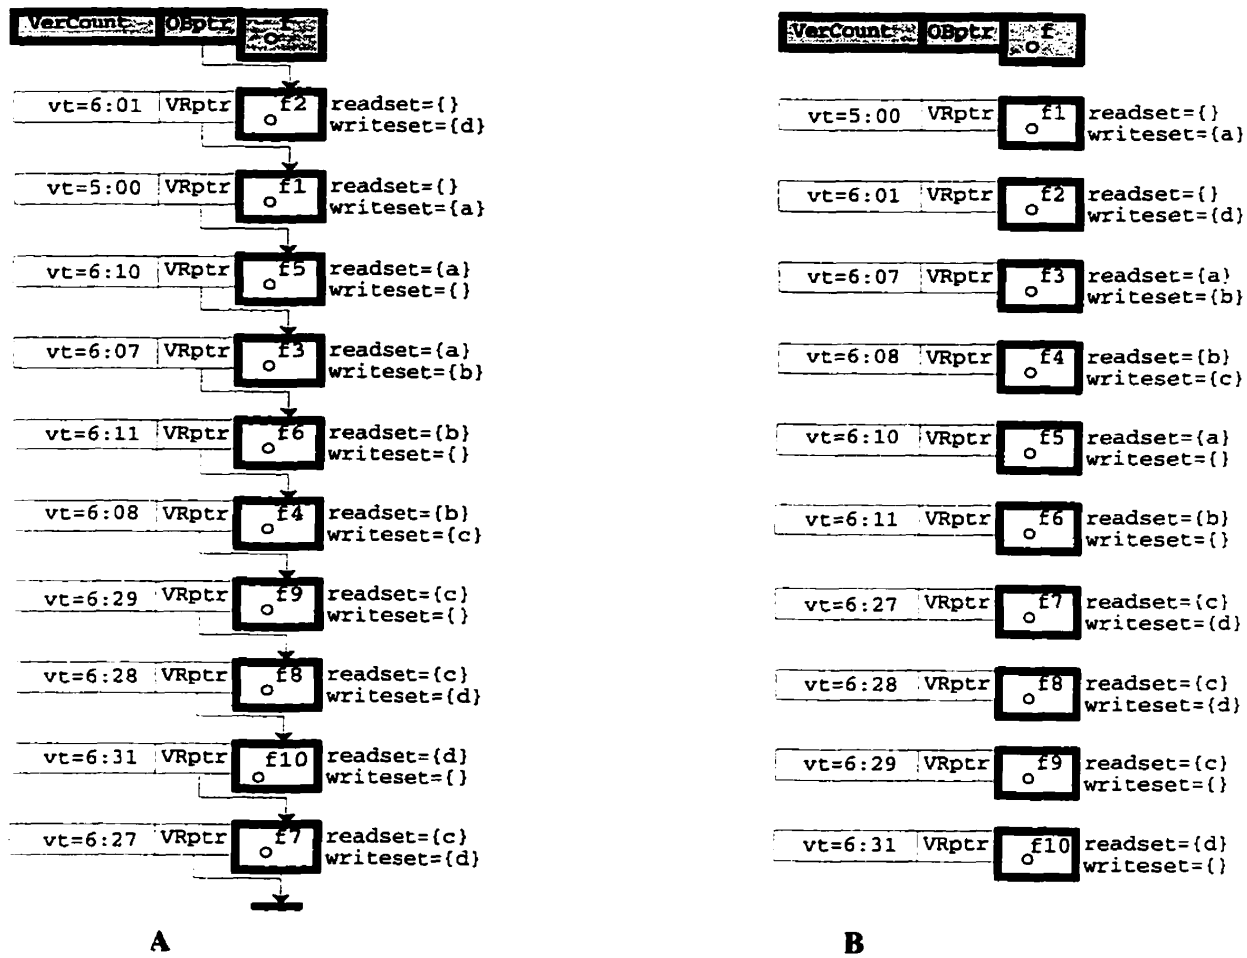 VerCount OBptr f
vt=6:01 VRptr f2 readset={}
writeset={d}
vt=5:00 VRptr f1 readset={}
writeset={a}
vt=6:10 VRptr f5 readset={a}
writeset={}
vt=6:07 VRptr f3 readset={a}
writeset={b}
vt=6:11 VRptr f6 readset={b}
writeset={}
vt=6:08 VRptr f4 readset={b}
writeset={c}
vt=6:29 VRptr f9 readset={c}
writeset={}
vt=6:28 VRptr f8 readset={c}
writeset={d}
vt=6:31 VRptr f10 readset={d}
writeset={}
vt=6:27 VRptr f7 readset={c}
writeset={d}
A
VerCount OBptr f
vt=5:00 VRptr f1 readset={}
writeset={a}
vt=6:01 VRptr f2 readset={}
writeset={d}
vt=6:07 VRptr f3 readset={a}
writeset={b}
vt=6:08 VRptr f4 readset={b}
writeset={c}
vt=6:10 VRptr f5 readset={a}
writeset={}
vt=6:11 VRptr f6 readset={b}
writeset={}
vt=6:27 VRptr f7 readset={c}
writeset={d}
vt=6:28 VRptr f8 readset={c}
writeset={d}
vt=6:29 VRptr f9 readset={c}
writeset={}
vt=6:31 VRptr f10 readset={d}
writeset={}
B